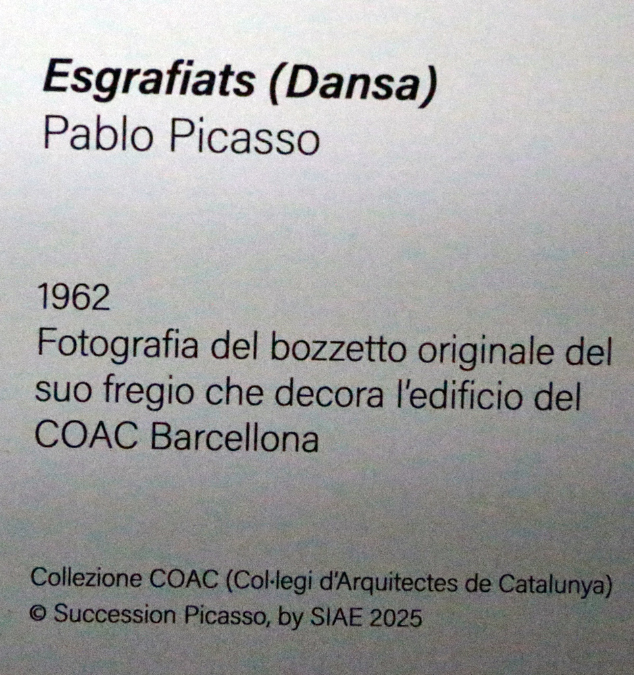 Esgrafiats (Dansa)
Pablo Picasso
1962
Fotografia del bozzetto originale del
suo fregio che decora l'edificio del
COAC Barcellona
Collezione COAC (Col·legi d'Arquitectes de Catalunya)
© Succession Picasso, by SIAE 2025